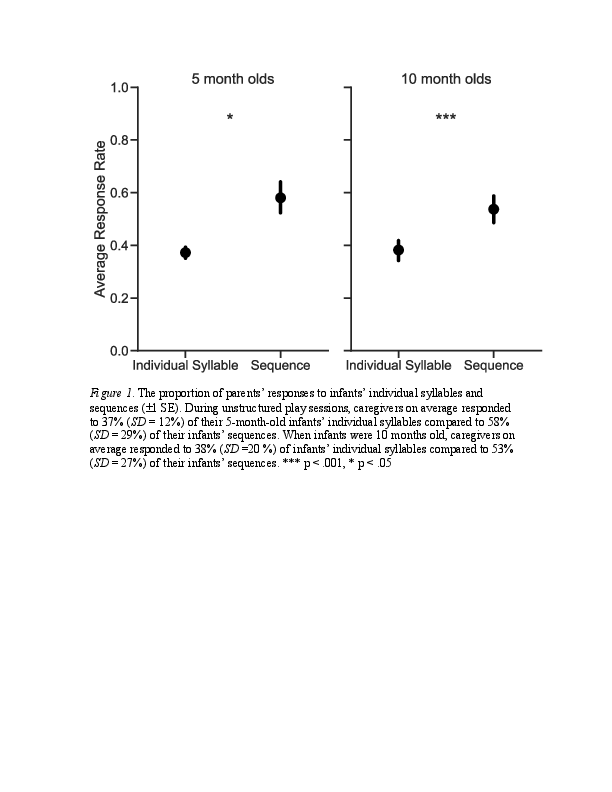 5 month olds
10 month olds
* ***
Average Response Rate
1.0
0.8
0.6
0.4
0.2
0.0
Individual Syllable Sequence
Individual Syllable Sequence
Figure 1. The proportion of parents’ responses to infants’ individual syllables and
sequences (±1 SE). During unstructured play sessions, caregivers on average responded
to 37% (SD = 12%) of their 5-month-old infants’ individual syllables compared to 58%
(SD = 29%) of their infants’ sequences. When infants were 10 months old, caregivers on
average responded to 38% (SD =20 %) of infants’ individual syllables compared to 53%
(SD = 27%) of their infants’ sequences. *** p < .001, * p < .05